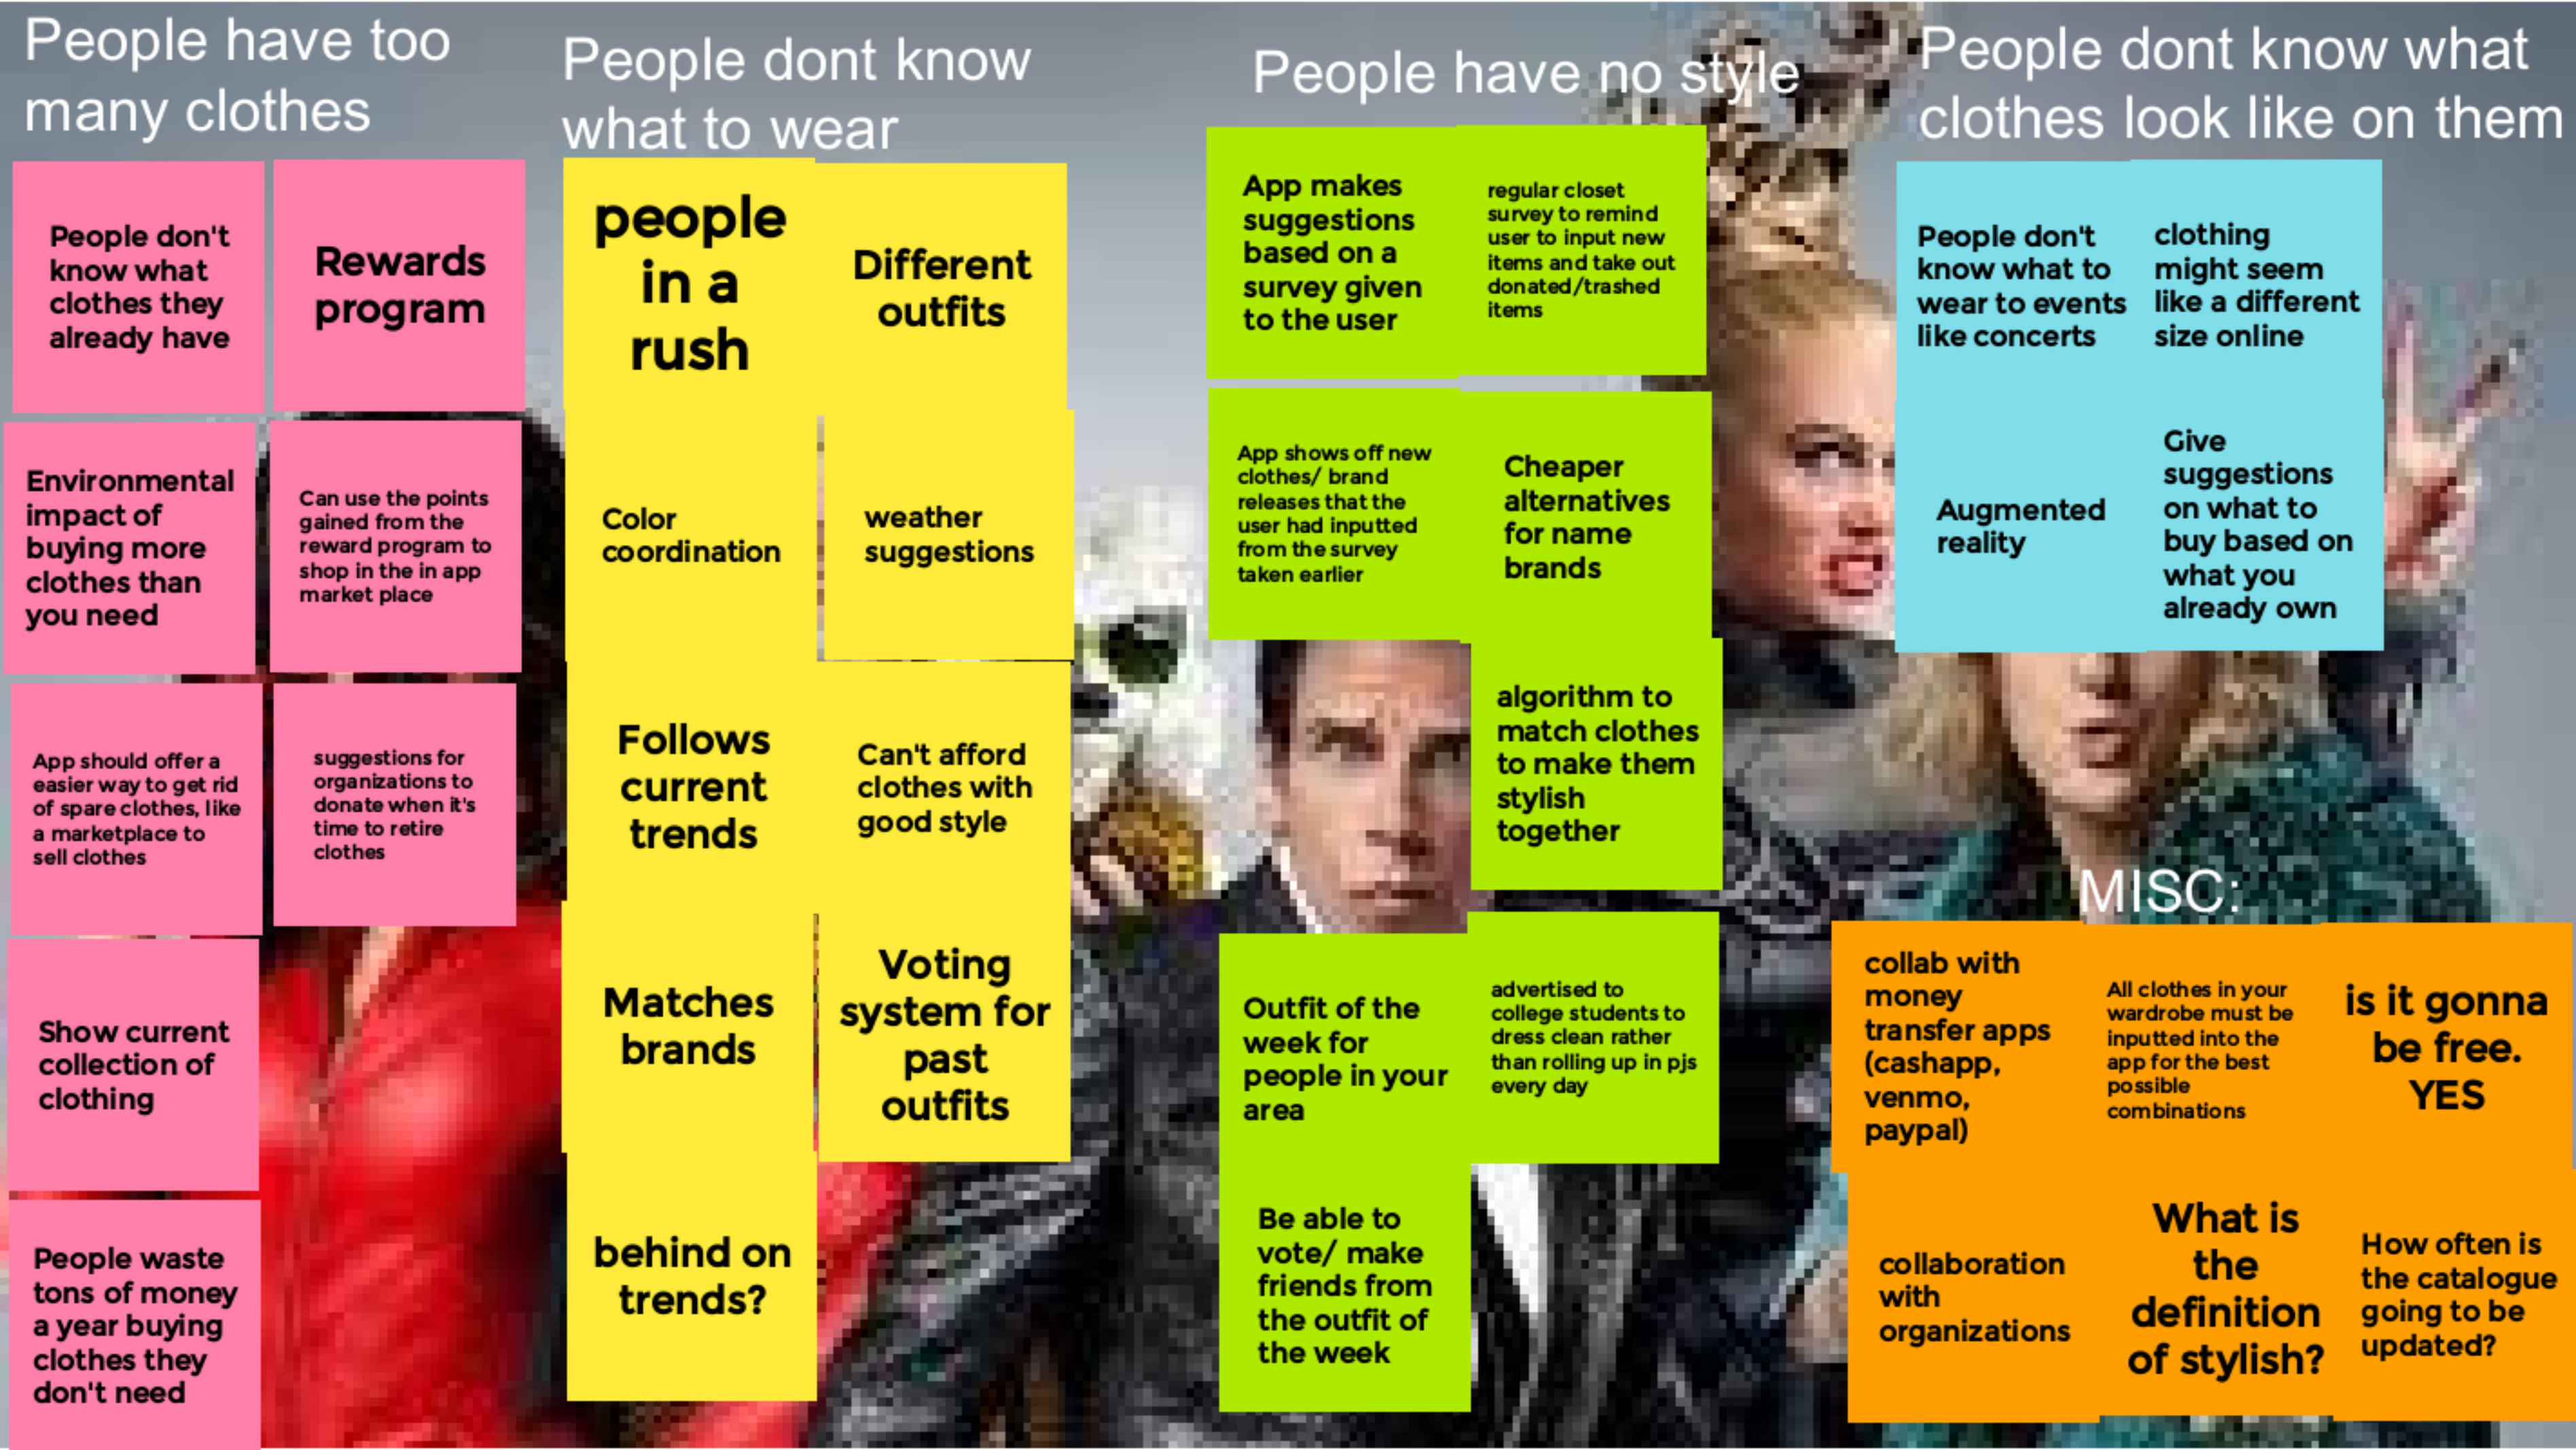 People have too
many clothes
People don't
know what
clothes they
already have
Rewards
program
Environmental
impact of
buying more
clothes than
you need
Can use the points
gained from the
reward program to
shop in the in app
market place
App should offer a
easier way to get rid
of spare clothes, like
a marketplace to
sell clothes
suggestions for
organizations to
donate when it's
time to retire
clothes
Show current
collection of
clothing
People waste
tons of money
a year buying
clothes they
don't need
People dont know
what to wear
people
in a
rush
Different
outfits
Color
coordination
weather
suggestions
Follows
current
trends
Can't afford
clothes with
good style
Matches
brands
Voting
system for
past
outfits
behind on
trends?
People have no style
App makes
suggestions
based on a
survey given
to the user
regular closet
survey to remind
user to input new
items and take out
donated/trashed
items
App shows off new
clothes/ brand
releases that the
user had inputted
from the survey
taken earlier
Cheaper
alternatives
for name
brands
algorithm to
match clothes
to make them
stylish
together
Outfit of the
week for
people in your
area
advertised to
college students to
dress clean rather
than rolling up in pjs
every day
Be able to
vote/ make
friends from
the outfit of
the week
People dont know what
clothes look like on them
People don't
know what to
wear to events
like concerts
clothing
might seem
like a different
size online
Augmented
reality
Give
suggestions
on what to
buy based on
what you
already own
MISC:
collab with
money
transfer apps
(cashapp,
venmo,
paypal)
All clothes in your
wardrobe must be
inputted into the
app for the best
possible
combinations
is it gonna
be free.
YES
collaboration
with
organizations
What is
the
definition
of stylish?
How often is
the catalogue
going to be
updated?